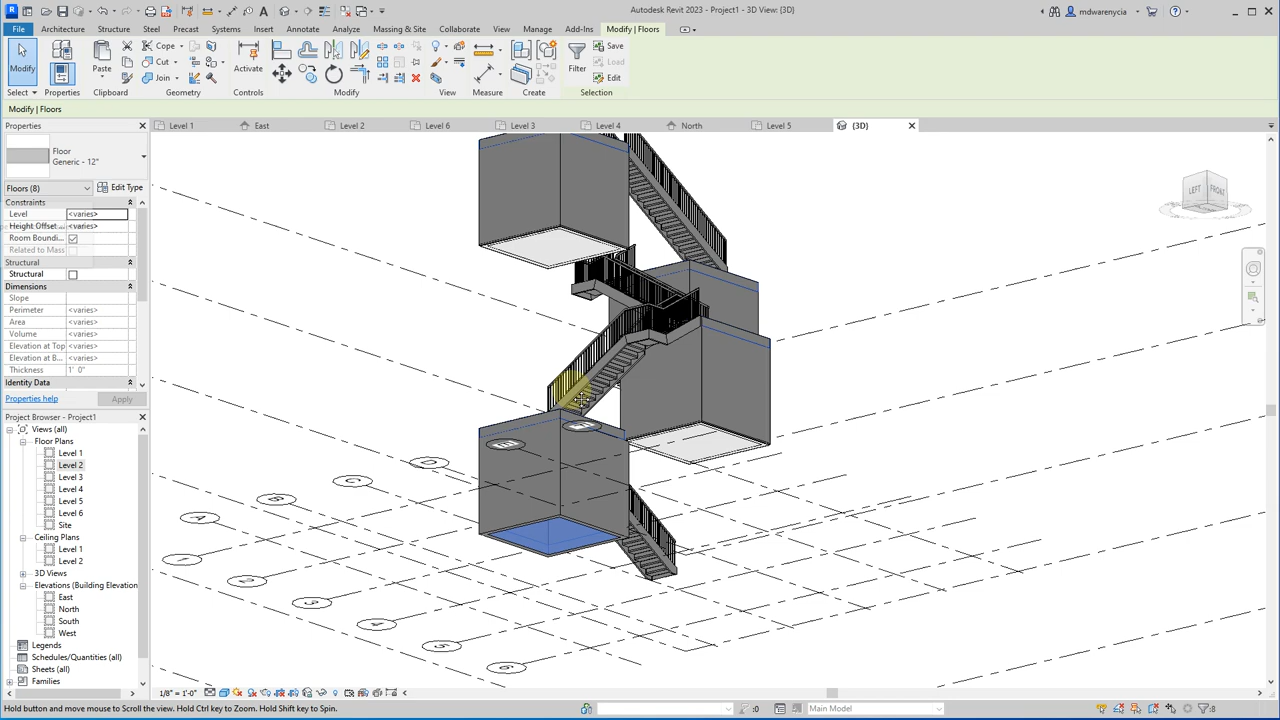 Autodesk Revit 2023 - Project1 - 3D View: {3D}
mdwarenycia
File Architecture Structure Steel Precast Systems Insert Annotate Analyze Massing & Site Collaborate View Manage Add-Ins Modify | Floors
Modify
Select
Properties
Paste
Clipboard
Cope
Cut
Join
Geometry
Activate
Controls
Modify
View
Measure
Create
Filter
Save
Load
Edit
Selection
Modify | Floors
Properties
Level 1 East Level 2 Level 6 Level 3 Level 4 North Level 5 {3D}
Floor
Generic - 12"
Floors (8) Edit Type
Constraints
Level <varies>
Height Offset... <varies>
Room Boundi...
Related to Mass
Structural
Structural
Dimensions
Slope
Perimeter <varies>
Area <varies>
Volume <varies>
Elevation at Top <varies>
Elevation at B... <varies>
Thickness 1' 0"
Identity Data
Properties help Apply
Project Browser - Project1
Views (all)
Floor Plans
Level 1
Level 2
Level 3
Level 4
Level 5
Level 6
Site
Ceiling Plans
Level 1
Level 2
3D Views
Elevations (Building Elevation
East
North
South
West
Legends
Schedules/Quantities (all)
Sheets (all)
Families
LEFT FRONT
D
C
B
A
1
2
3
4
5
6
1/8" = 1'-0"
Hold button and move mouse to Scroll the view. Hold Ctrl key to Zoom. Hold Shift key to Spin.
:0
Main Model
:8